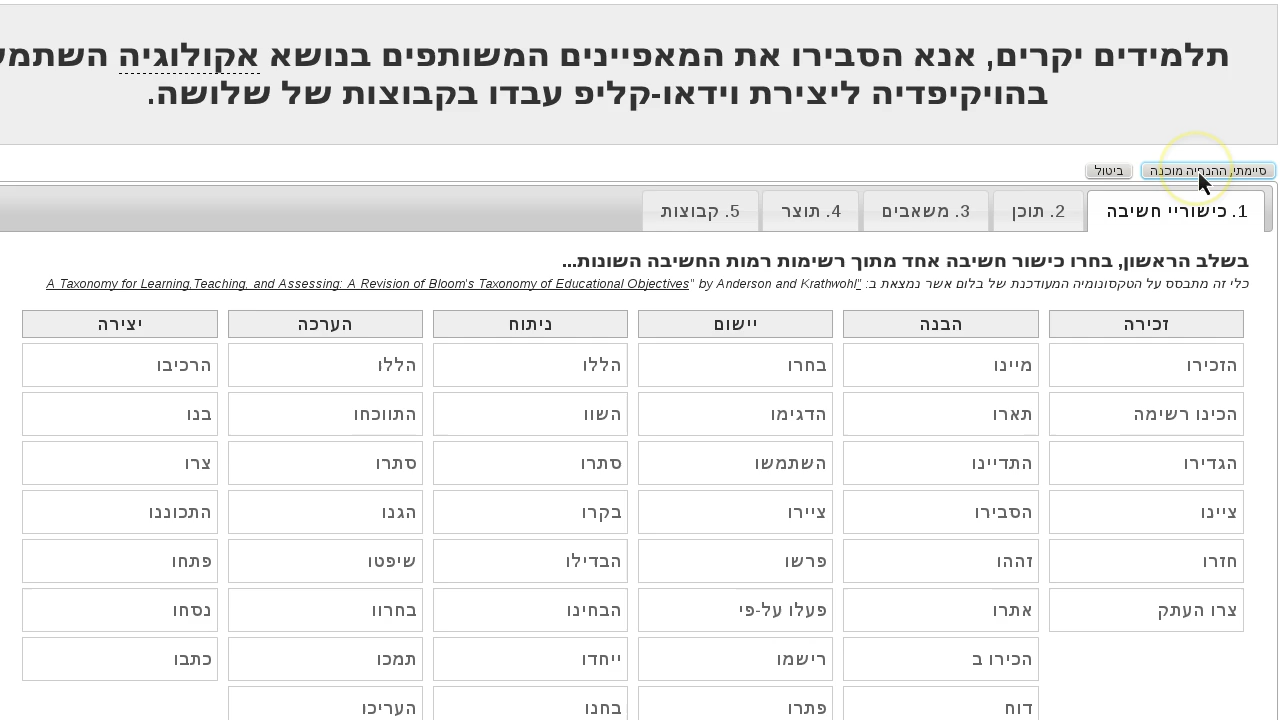 תלמידים יקרים, אנא הסבירו את המאפיינים המשותפים בנושא אקולוגיה
בהויקיפדיה ליצירת וידאו-קליפ עבדו בקבוצות של שלושה.
סיימתי, ההנחיה מוכנה ביטול
1. כישוריי חשיבה 2. תוכן 3. משאבים 4. תוצר 5. קבוצות
בשלב הראשון, בחרו כישור חשיבה אחד מתוך רשימות רמות החשיבה השונות...
כלי זה מתבסס על הטקסונומיה המעודכנת של בלום אשר נמצאת ב: "A Taxonomy for Learning,Teaching, and Assessing: A Revision of Bloom's Taxonomy of Educational Objectives" by Anderson and Krathwohl
זכירה הבנה יישום ניתוח הערכה יצירה
הזכירו מיינו בחרו הללו הללו הרכיבו
הכינו רשימה תארו הדגימו השוו התווכחו בנו
הגדירו התדיינו השתמשו סתרו סתרו צרו
ציינו הסבירו ציירו בקרו הגנו התכוננו
חזרו זההו פרשו הבדילו שיפטו פתחו
צרו העתק אתרו פעלו על-פי הבחינו בחרוו נסחו
הכירו ב רישמו ייחדו תמכו כתבו
דוח פתרו בחנו העריכו